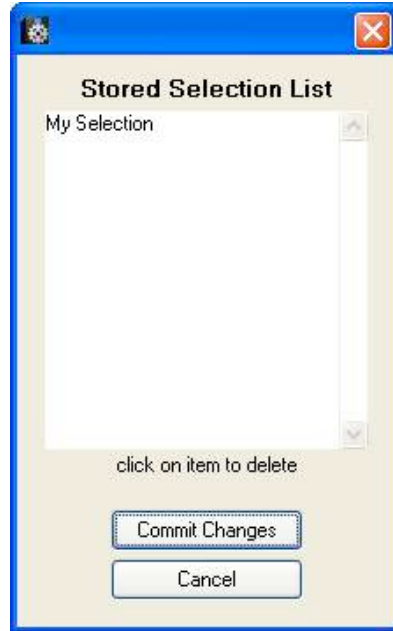 Stored Selection List
My Selection
click on item to delete
Commit Changes
Cancel